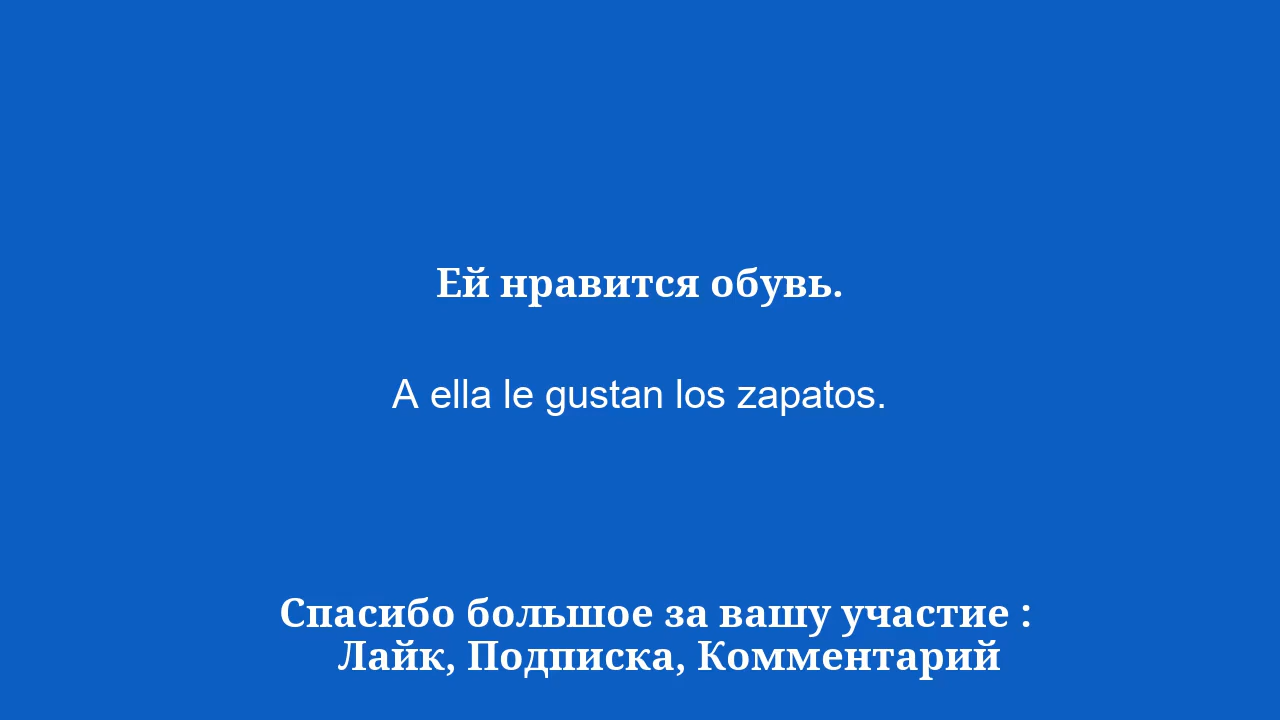 Ей нравится обувь.
A ella le gustan los zapatos.
Спасибо большое за вашу участие :
Лайк, Подписка, Комментарий